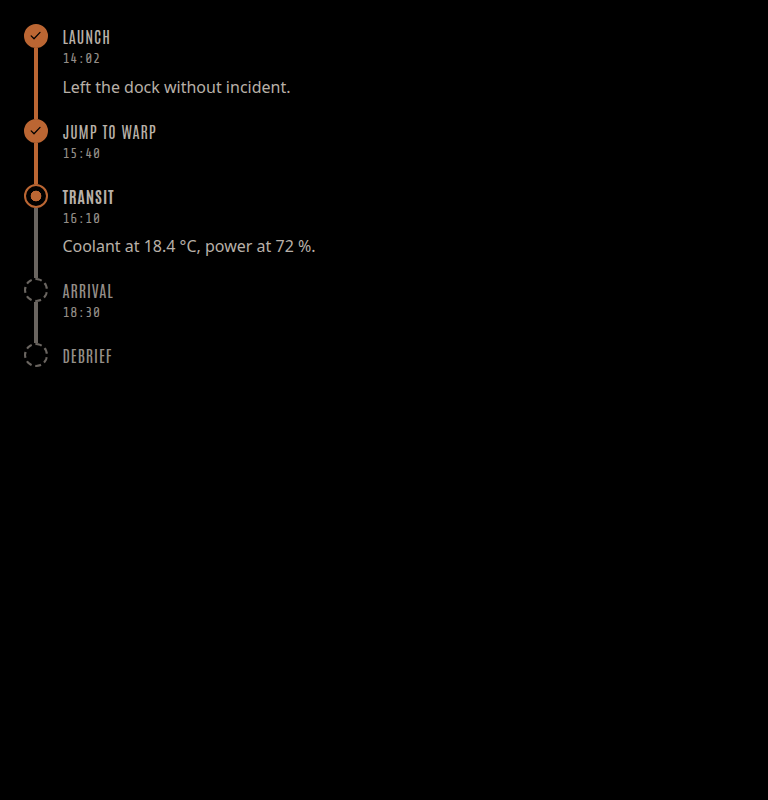 LAUNCH
14:02
Left the dock without incident.
JUMP TO WARP
15:40
TRANSIT
16:10
Coolant at 18.4 °C, power at 72 %.
ARRIVAL
18:30
DEBRIEF